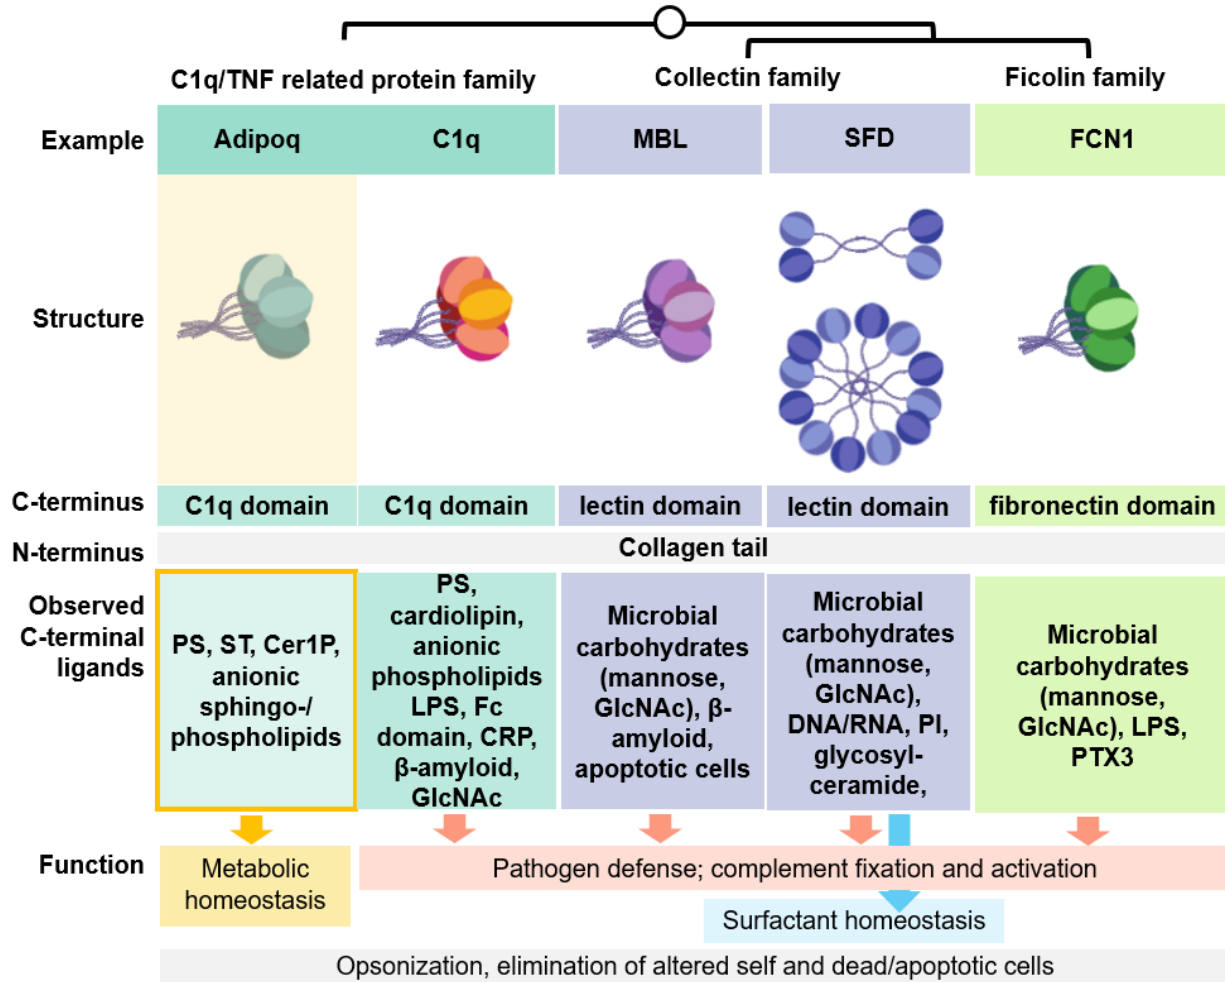 C1q/TNF related protein family
Collectin family
Ficolin family
Example
Adipoq
C1q
MBL
SFD
FCN1
Structure
C-terminus
C1q domain
C1q domain
lectin domain
lectin domain
fibronectin domain
N-terminus
Collagen tail
Observed
C-terminal
ligands
PS, ST, Cer1P,
anionic
sphingo-/
phospholipids
PS,
cardiolipin,
anionic
phospholipids
LPS, Fc
domain, CRP,
β-amyloid,
GlcNAc
Microbial
carbohydrates
(mannose,
GlcNAc), β-
amyloid,
apoptotic cells
Microbial
carbohydrates
(mannose,
GlcNAc),
DNA/RNA, PI,
glycosyl-
ceramide,
Microbial
carbohydrates
(mannose,
GlcNAc), LPS,
PTX3
Function
Metabolic
homeostasis
Pathogen defense; complement fixation and activation
Surfactant homeostasis
Opsonization, elimination of altered self and dead/apoptotic cells